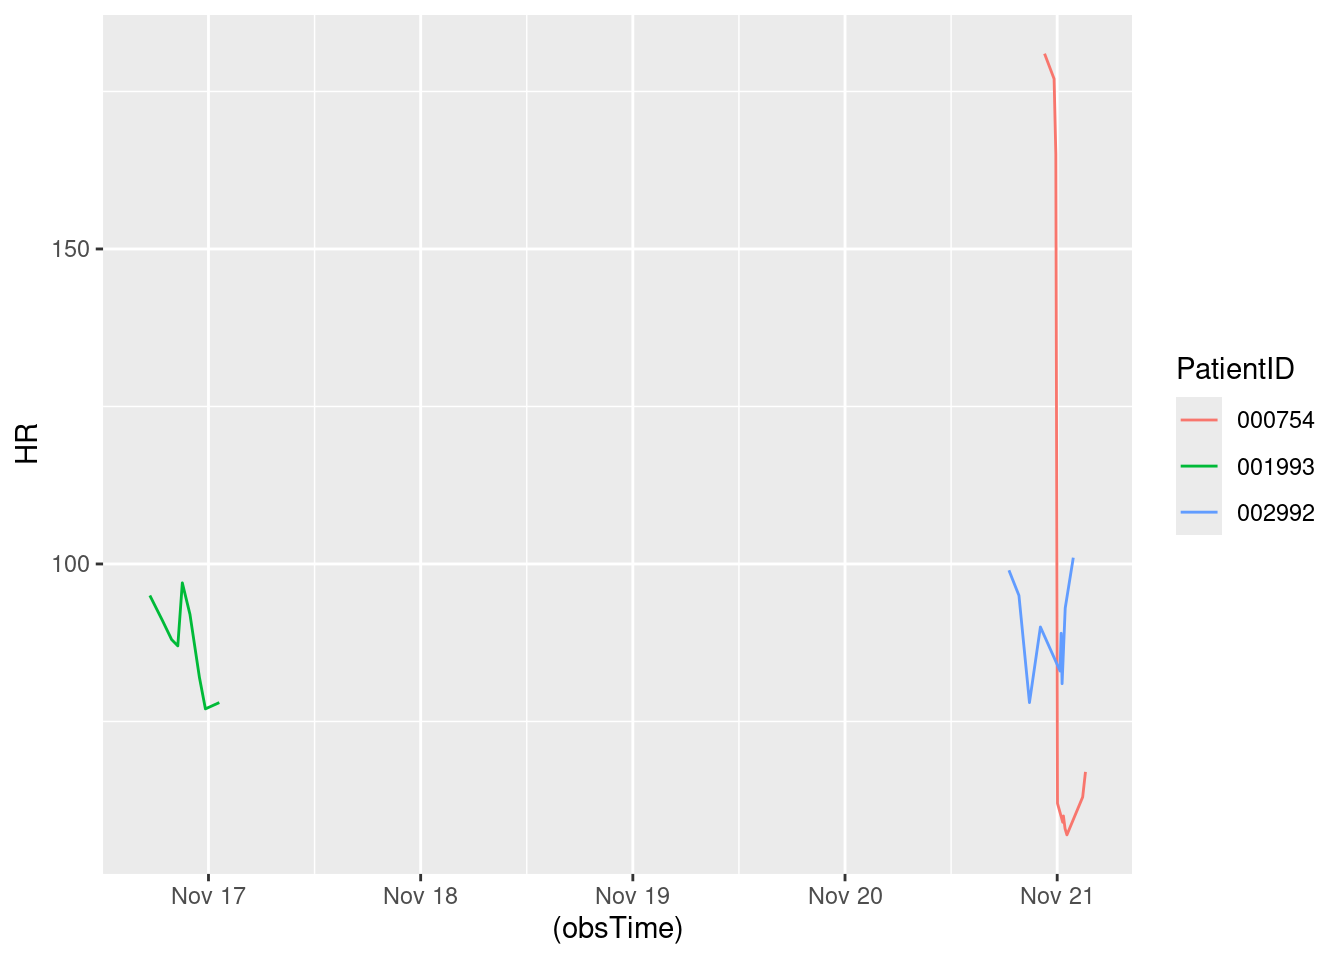 150
100
HR
Nov 17
Nov 18
Nov 19
Nov 20
Nov 21
(obsTime)
PatientID
000754
001993
002992